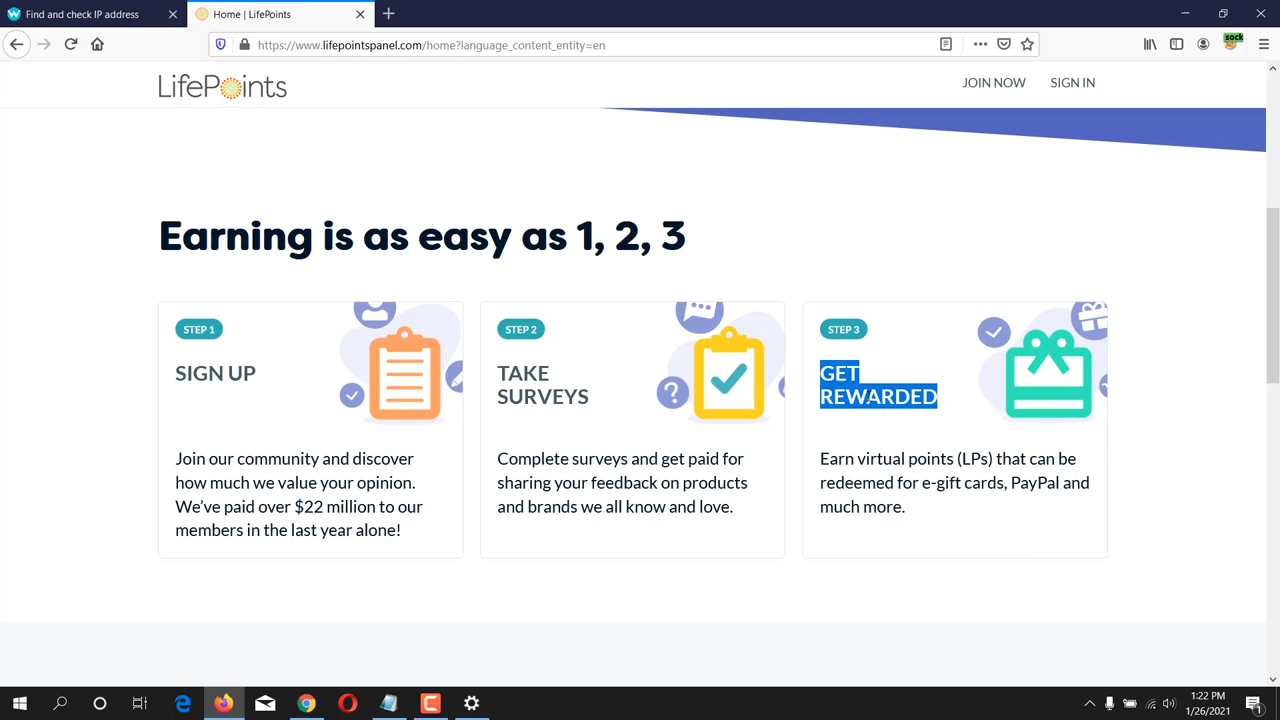 Find and check IP address
Home | LifePoints
https://www.lifepointspanel.com/home?language_content_entity=en
sock
LifePoints
JOIN NOW
SIGN IN
Earning is as easy as 1, 2, 3
STEP 1
SIGN UP
Join our community and discover
how much we value your opinion.
We’ve paid over $22 million to our
members in the last year alone!
STEP 2
TAKE
SURVEYS
Complete surveys and get paid for
sharing your feedback on products
and brands we all know and love.
STEP 3
GET
REWARDED
Earn virtual points (LPs) that can be
redeemed for e-gift cards, PayPal and
much more.
1:22 PM
1/26/2021